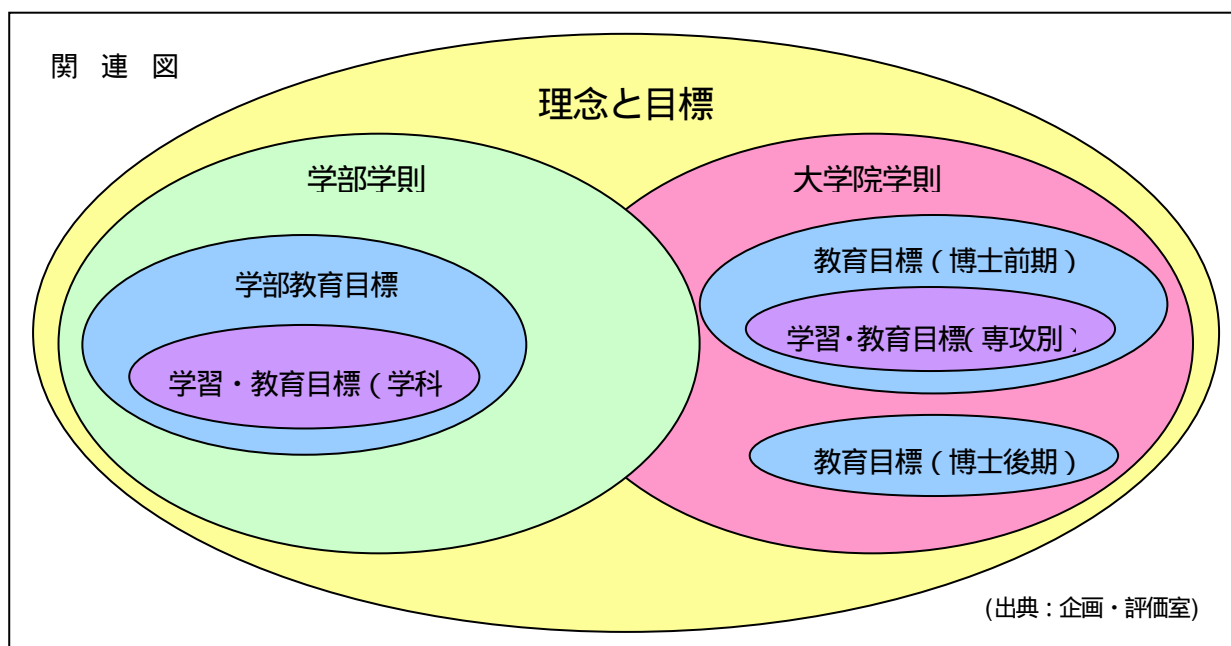 関 連 図
理念と目標
学部学則
大学院学則
学部教育目標
学習・教育目標（学科
教育目標（博士前期）
学習・教育目標（専攻別）
教育目標（博士後期）
(出典：企画・評価室)